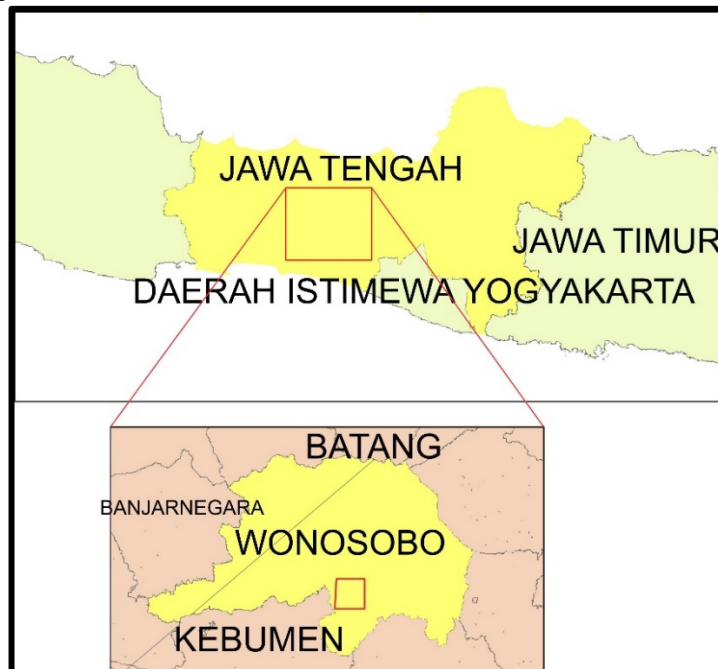 JAWA TENGAH
JAWA TIMUR
DAERAH ISTIMEWA YOGYAKARTA
BATANG
BANJARNEGARA
WONOSOBO
KEBUMEN